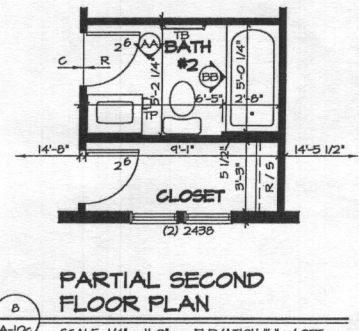 2⁶
AA
TB
BATH
#2
C
R
5'-2 1/4"
BB
5'-0 1/4"
6'-5"
2'-8"
TP
14'-8"
9'-1"
14'-5 1/2"
2⁶
5 1/2"
3'-3"
R/S
CLOSET
(2) 2438
PARTIAL SECOND
FLOOR PLAN
8